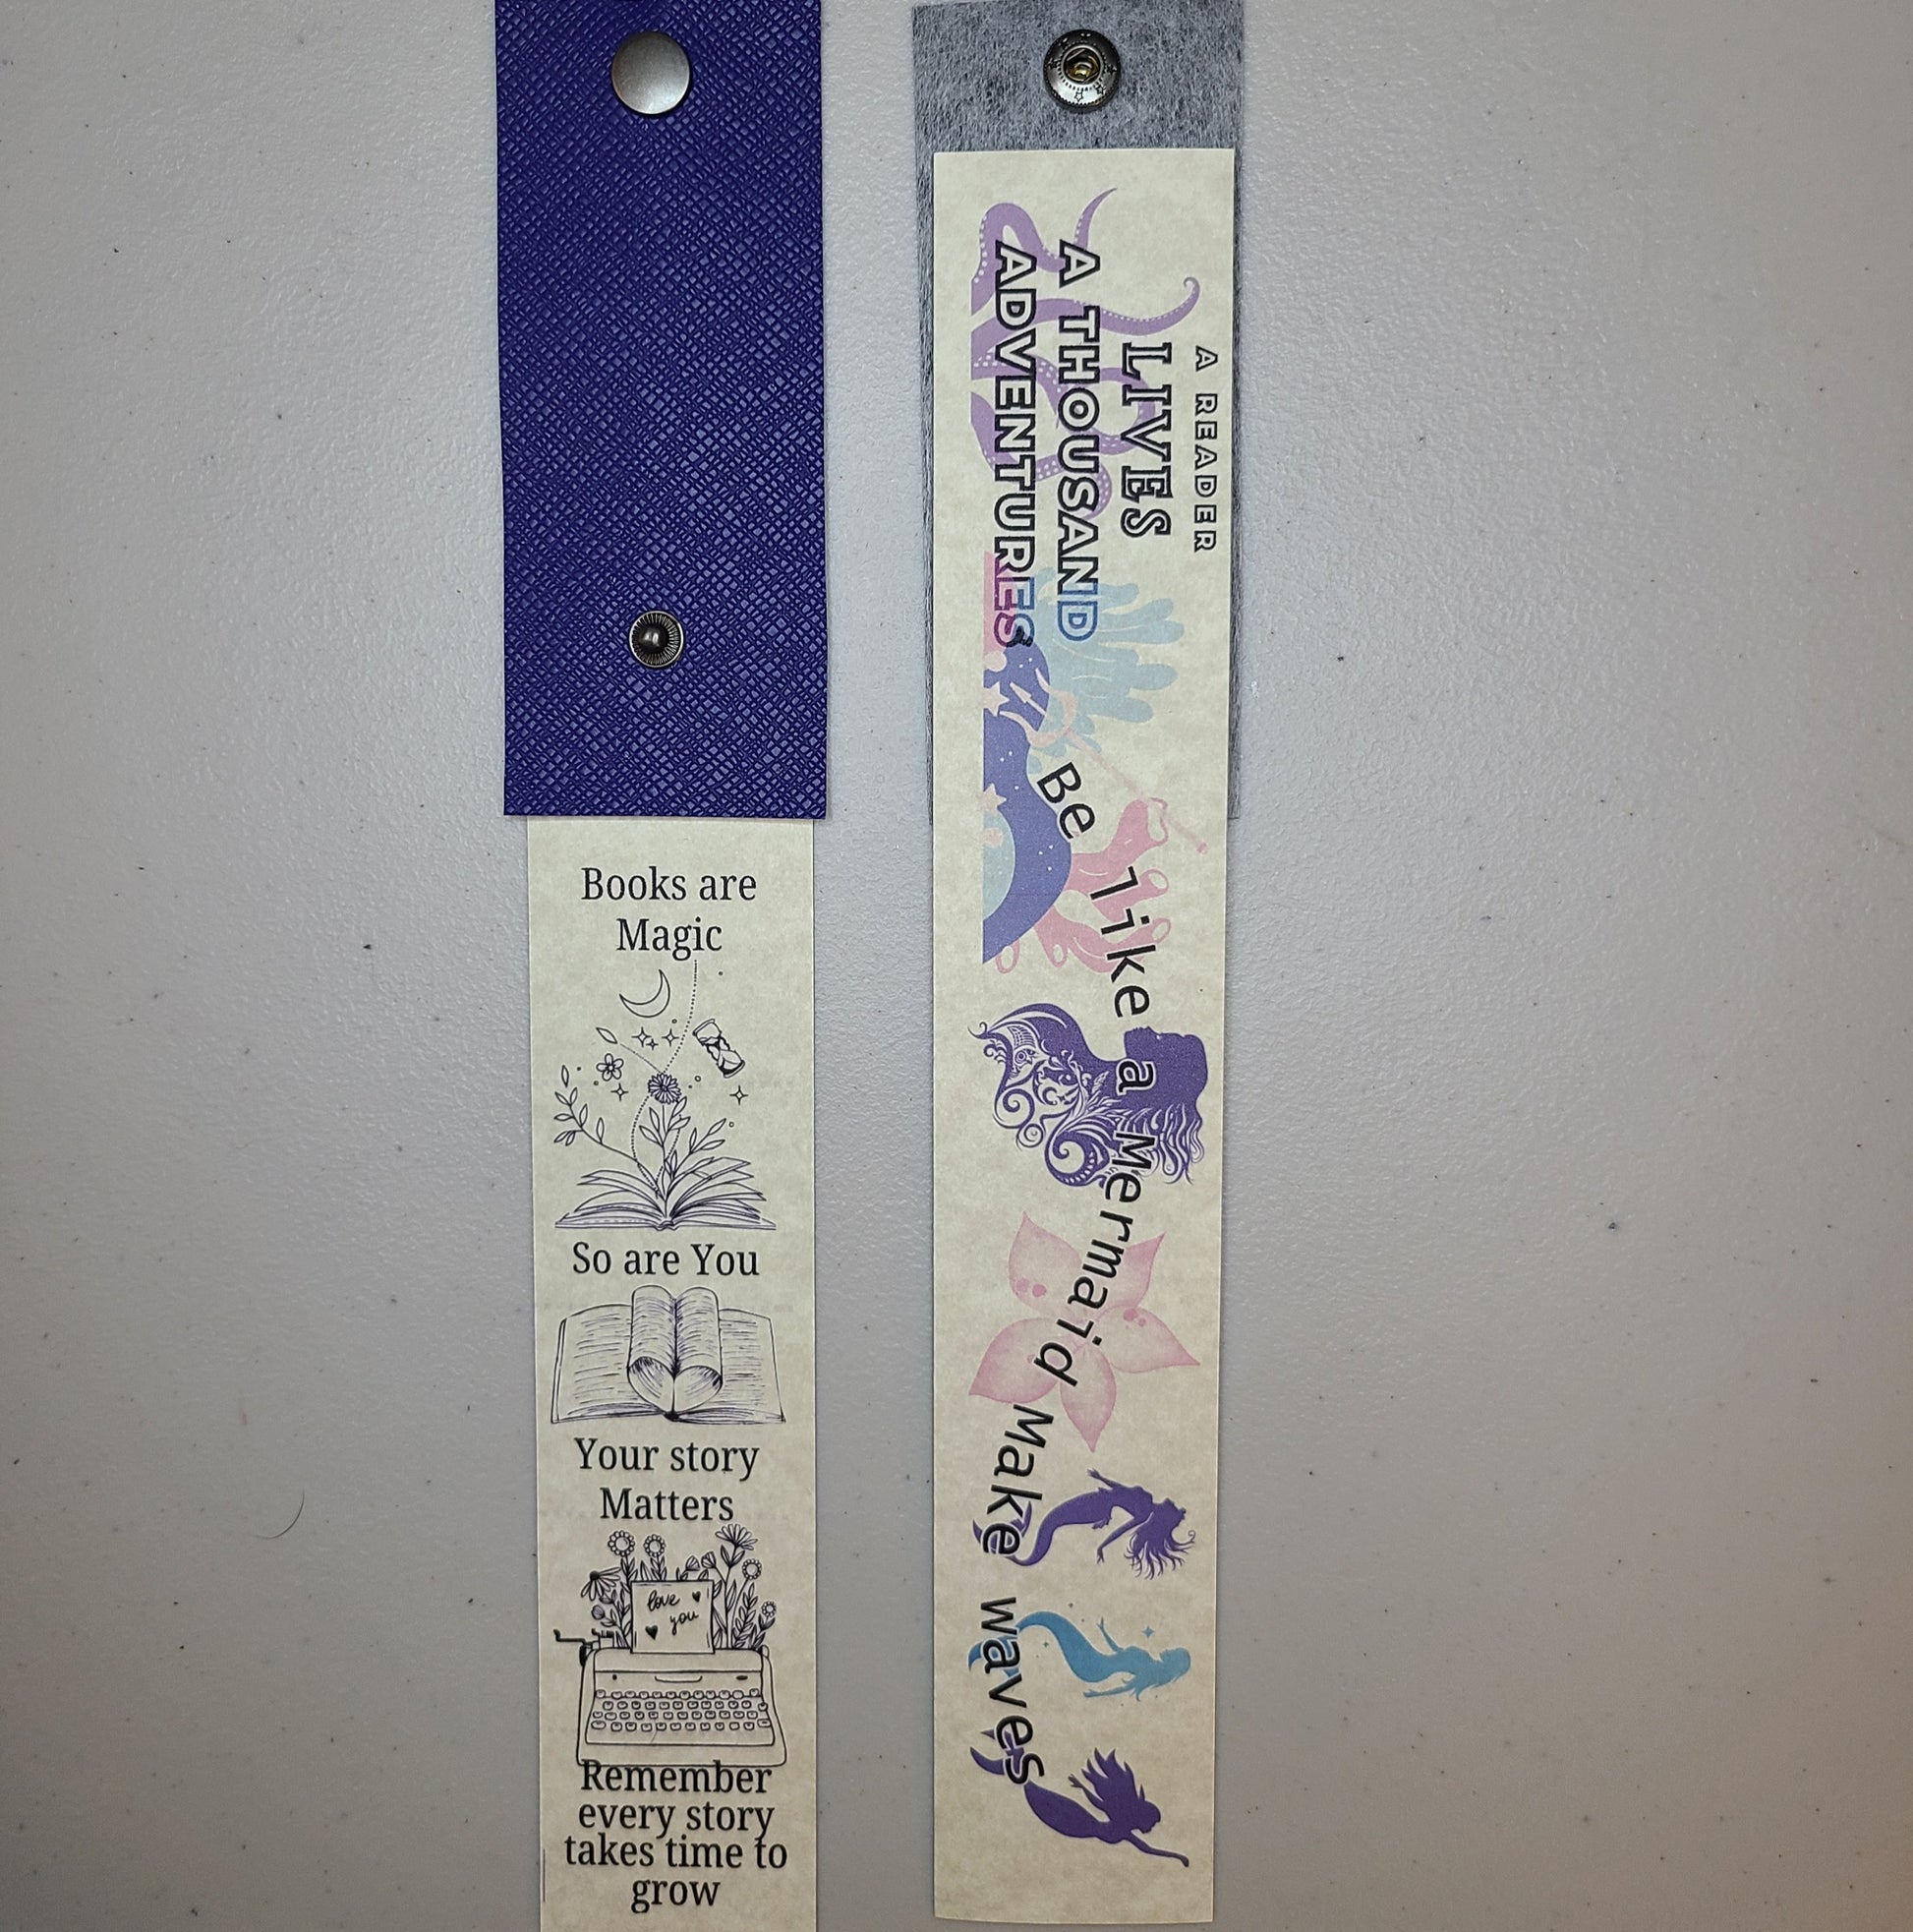 Books are
Magic
So are You
Your story
Matters
love
you
Remember
every story
takes time to
grow
A READER
LIVES
A THOUSAND
ADVENTURES
Be like a Mermaid Make waves